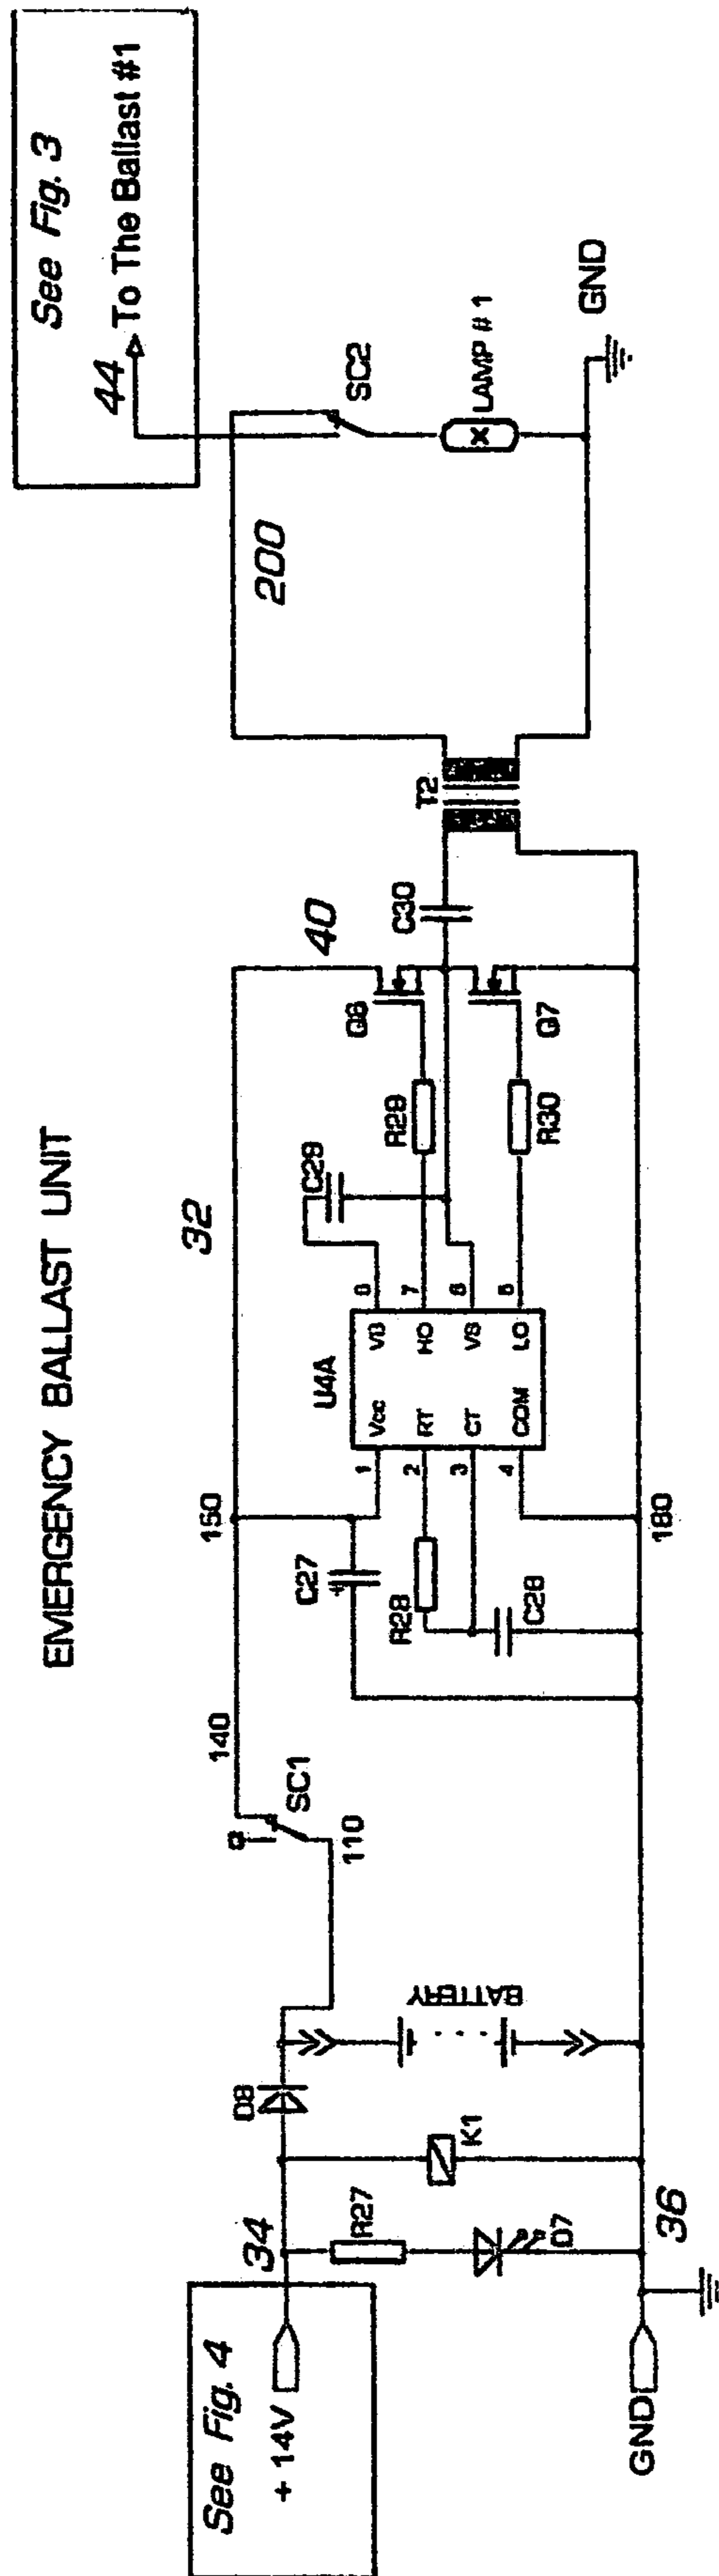 EMERGENCY BALLAST UNIT
See Fig. 4
+ 14V
34
R27
D7
GND
36
K1
D8
BATTERY
110
SC1
140
150
C27
R28
C28
180
U4A
Vcc
RT
CT
COM
1
2
3
4
VB
HO
VS
LO
8
7
6
5
32
C29
R29
R30
40
Q6
Q7
C30
T2
200
See Fig. 3
44
To The Ballast #1
SC2
LAMP #1
GND